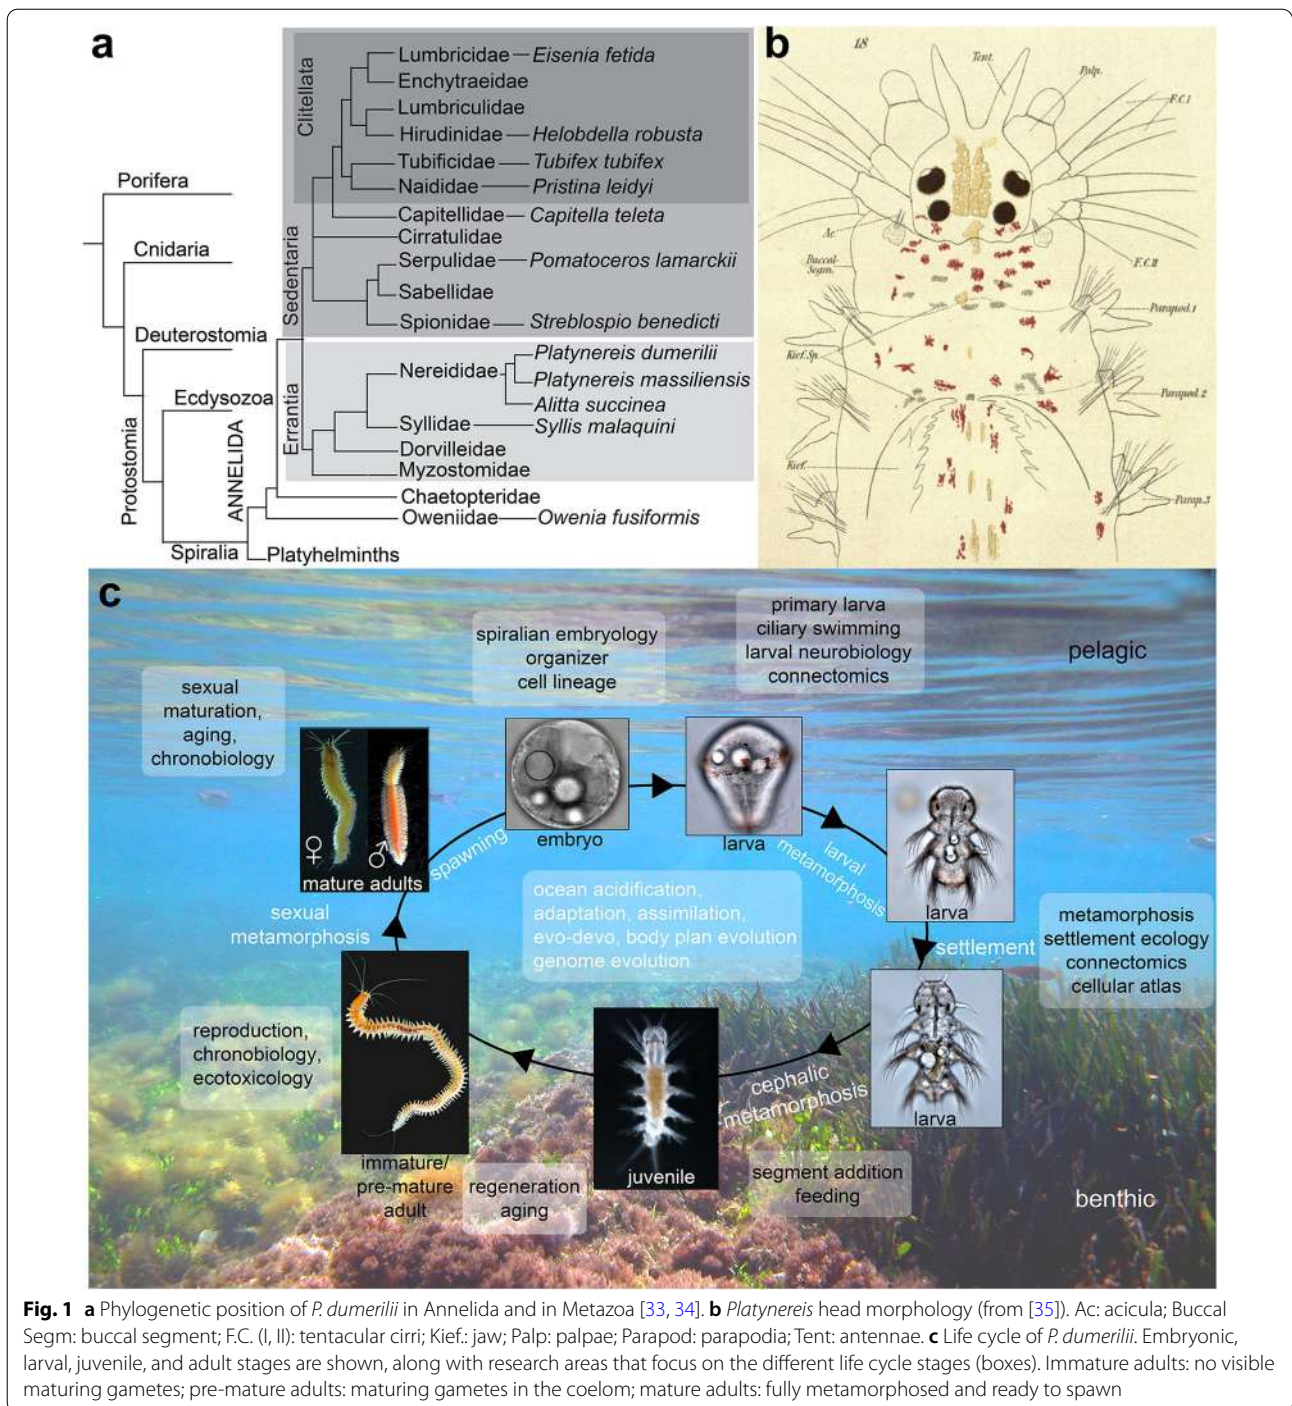 a
Porifera
Cnidaria
Deuterostomia
Ecdysozoa
Protostomia
ANNELIDA
Spiralia
Platyhelminths
Clitellata
Sedentaria
Errantia
Lumbricidae Eisenia fetida
Enchytraeidae
Lumbriculidae
Hirudinidae Helobdella robusta
Tubificidae Tubifex tubifex
Naididae Pristina leidyi
Capitellidae Capitella teleta
Cirratulidae
Serpulidae Pomatoceros lamarckii
Sabellidae
Spionidae Streblospio benedicti
Nereididae Platynereis dumerilii
Platynereis massiliensis
Alitta succinea
Syllidae Syllis malaquini
Dorvilleidae
Myzostomidae
Chaetopteridae
Oweniidae Owenia fusiformis
b
18
Tent.
Palp.
F.C.I
Ac.
Buccal-
Segm.
F.C.II
Parapod.1
Kief.Sp.
Parapod.2
Kief.
Parap.3
c
pelagic
benthic
sexual
maturation,
aging,
chronobiology
spiralian embryology
organizer
cell lineage
primary larva
ciliary swimming
larval neurobiology
connectomics
♀ ♂
mature adults
spawning
embryo
larva
larval
metamorphosis
larva
settlement
metamorphosis
settlement ecology
connectomics
cellular atlas
larva
cephalic
metamorphosis
segment addition
feeding
juvenile
regeneration
aging
immature/
pre-mature
adult
reproduction,
chronobiology,
ecotoxicology
sexual
metamorphosis
ocean acidification,
adaptation, assimilation,
evo-devo, body plan evolution
genome evolution
Fig. 1 a Phylogenetic position of P. dumerilii in Annelida and in Metazoa [33, 34]. b Platynereis head morphology (from [35]). Ac: acicula; Buccal
Segm: buccal segment; F.C. (I, II): tentacular cirri; Kief.: jaw; Palp: palpae; Parapod: parapodia; Tent: antennae. c Life cycle of P. dumerilii. Embryonic,
larval, juvenile, and adult stages are shown, along with research areas that focus on the different life cycle stages (boxes). Immature adults: no visible
maturing gametes; pre-mature adults: maturing gametes in the coelom; mature adults: fully metamorphosed and ready to spawn